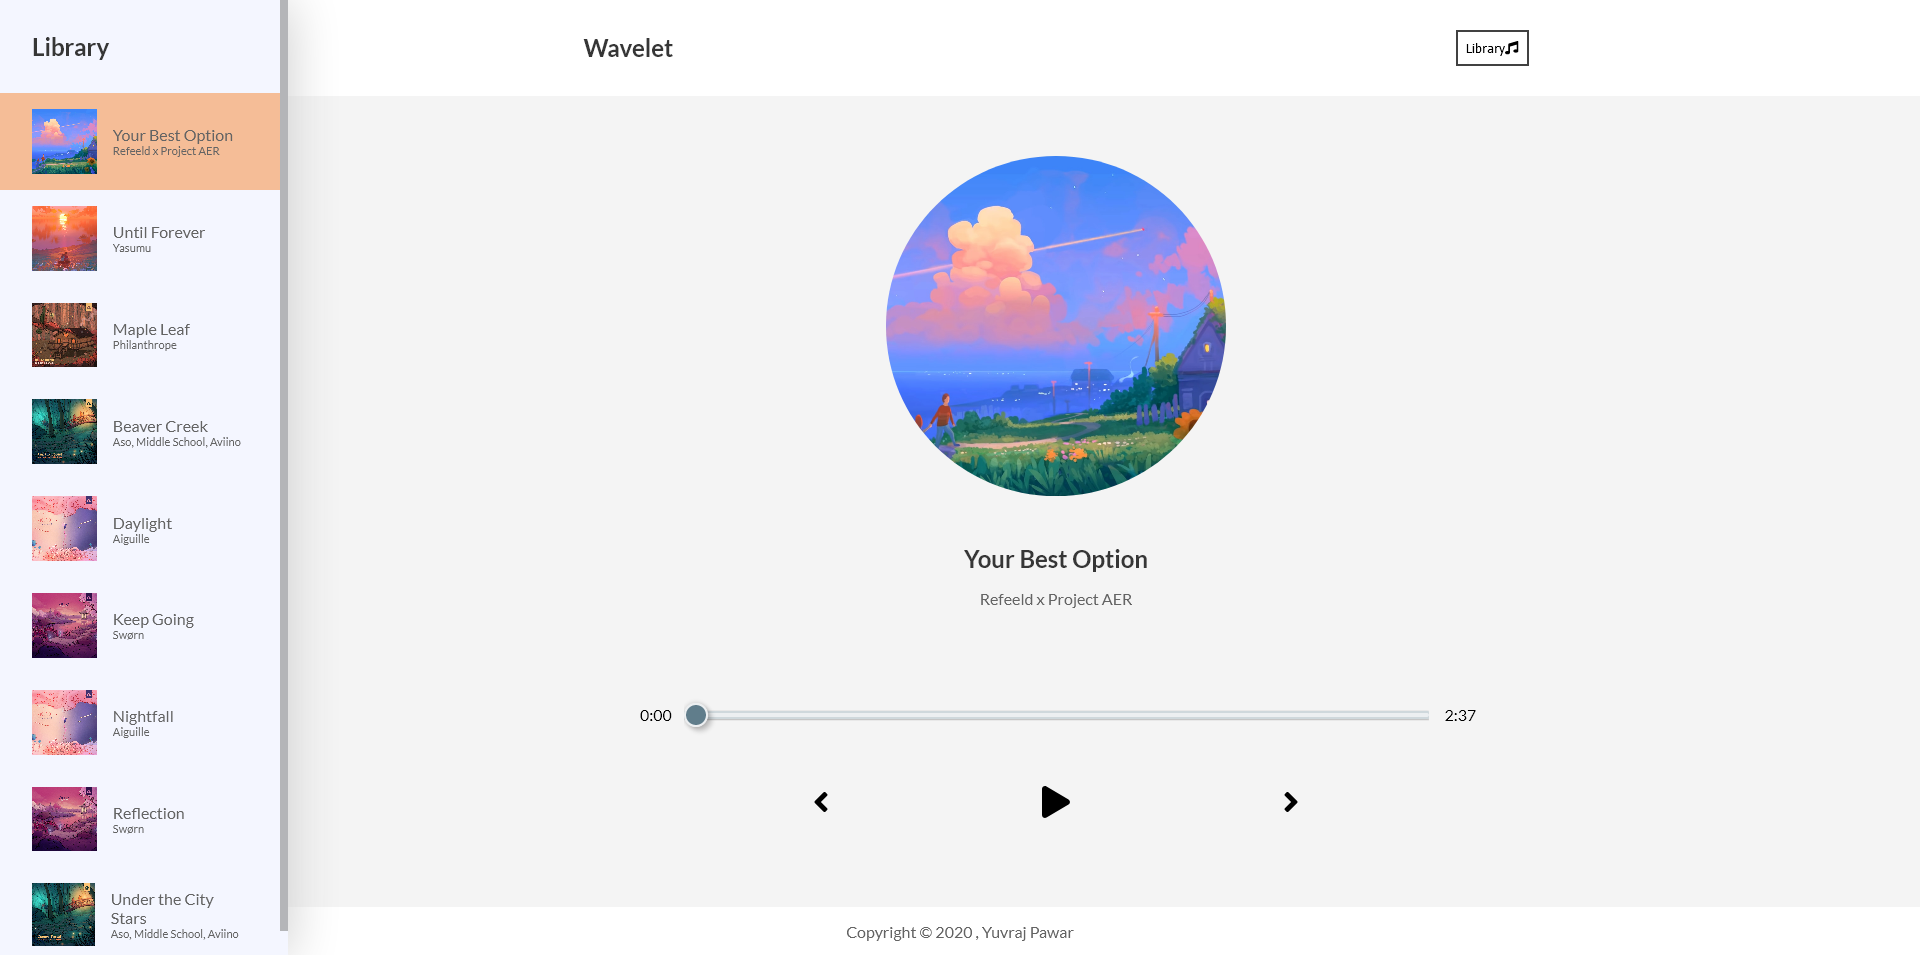 Library
Your Best Option
Refeeld x Project AER
Until Forever
Yasumu
Maple Leaf
Philanthrope
Beaver Creek
Aso, Middle School, Aviino
Daylight
Aiguille
Keep Going
Swørn
Nightfall
Aiguille
Reflection
Swørn
Under the City
Stars
Aso, Middle School, Aviino
Wavelet
Library
Your Best Option
Refeeld x Project AER
0:00
2:37
Copyright © 2020 , Yuvraj Pawar